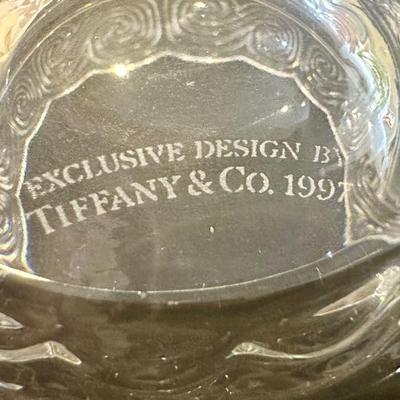 EXCLUSIVE DESIGN BY
TIFFANY & CO. 1997